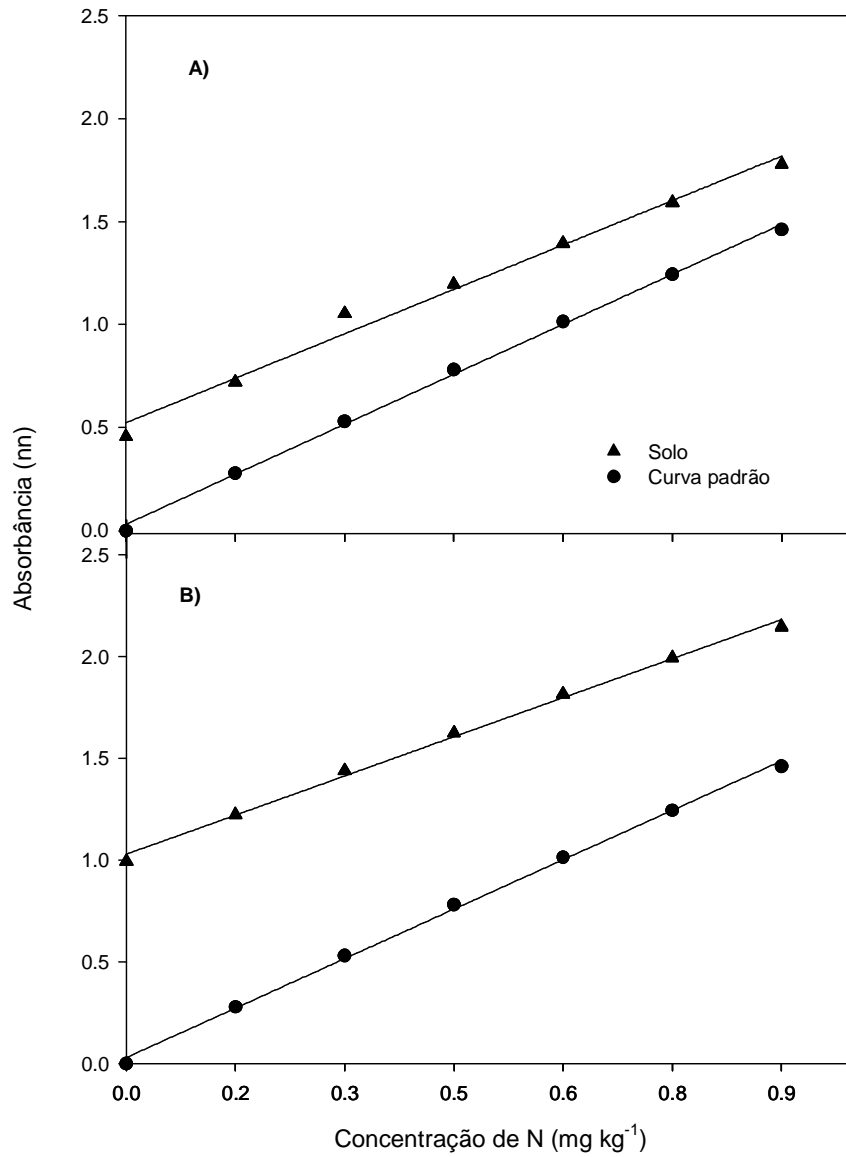 2.5
A)
2.0
1.5
1.0
0.5
Solo
Curva padrão
0.0
Absorbância (nn)
2.5
B)
2.0
1.5
1.0
0.5
0.0
0.0 0.2 0.3 0.5 0.6 0.8 0.9
Concentração de N (mg kg⁻¹)